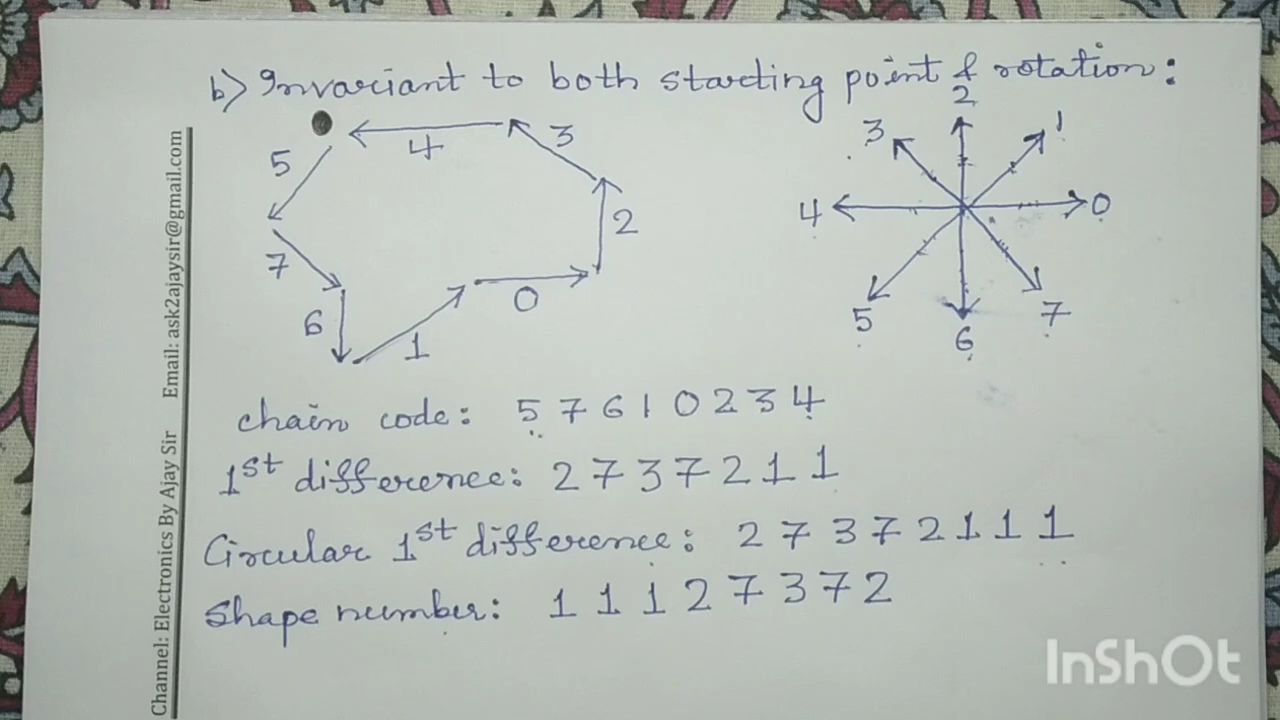 b) Invariant to both starting point & rotation:
4
3
5
2
7
6
1
0
2
3
1
4
0
5
7
6
chain code: 5 7 6 1 0 2 3 4
1st difference: 2 7 3 7 2 1 1
Circular 1st difference: 2 7 3 7 2 1 1 1
Shape number: 1 1 1 2 7 3 7 2
Channel: Electronics By Ajay Sir Email: ask2ajaysir@gmail.com
InShOt